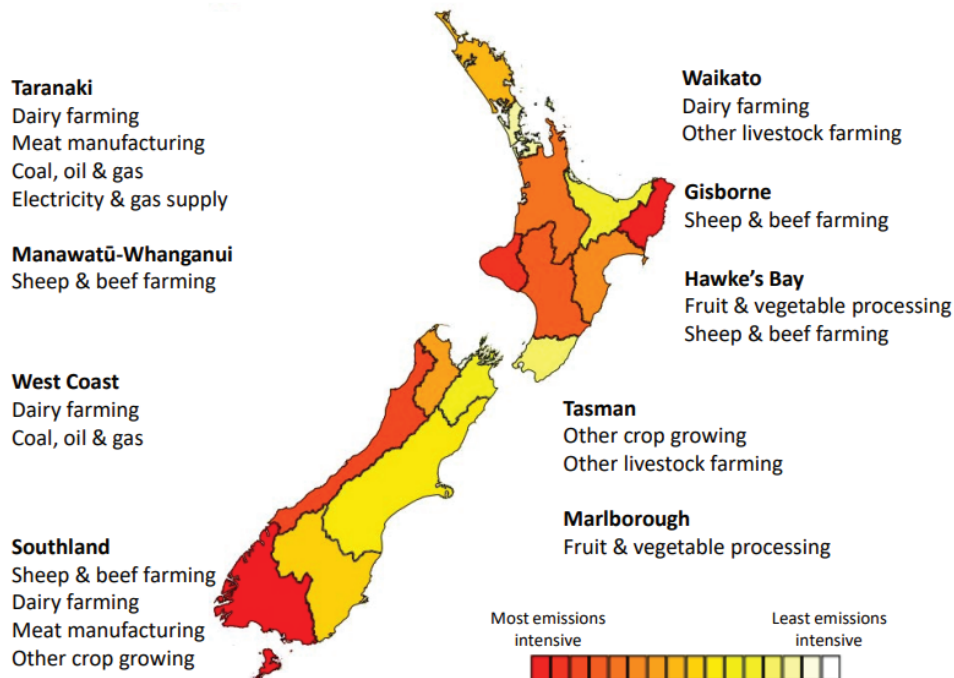 Taranaki
Dairy farming
Meat manufacturing
Coal, oil & gas
Electricity & gas supply
Manawatū-Whanganui
Sheep & beef farming
West Coast
Dairy farming
Coal, oil & gas
Southland
Sheep & beef farming
Dairy farming
Meat manufacturing
Other crop growing
Waikato
Dairy farming
Other livestock farming
Gisborne
Sheep & beef farming
Hawke’s Bay
Fruit & vegetable processing
Sheep & beef farming
Tasman
Other crop growing
Other livestock farming
Marlborough
Fruit & vegetable processing
Most emissions
intensive
Least emissions
intensive